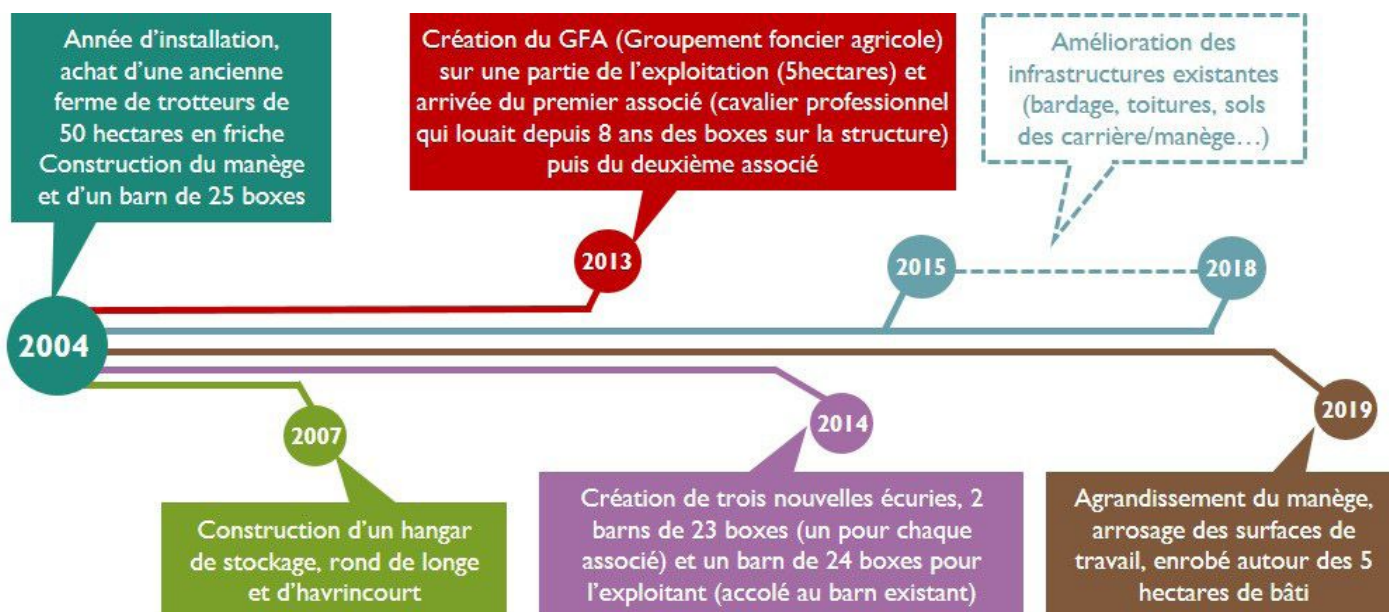 Année d'installation,
achat d'une ancienne
ferme de trotteurs de
50 hectares en friche
Construction du manège
et d'un barn de 25 boxes
Création du GFA (Groupement foncier agricole)
sur une partie de l'exploitation (5hectares) et
arrivée du premier associé (cavalier professionnel
qui louait depuis 8 ans des boxes sur la structure)
puis du deuxième associé
Amélioration des
infrastructures existantes
(bardage, toitures, sols
des carrière/manège…)
2013
2015
2018
2004
2007
2014
2019
Construction d'un hangar
de stockage, rond de longe
et d'havrincourt
Création de trois nouvelles écuries, 2
barns de 23 boxes (un pour chaque
associé) et un barn de 24 boxes pour
l'exploitant (accolé au barn existant)
Agrandissement du manège,
arrosage des surfaces de
travail, enrobé autour des 5
hectares de bâti